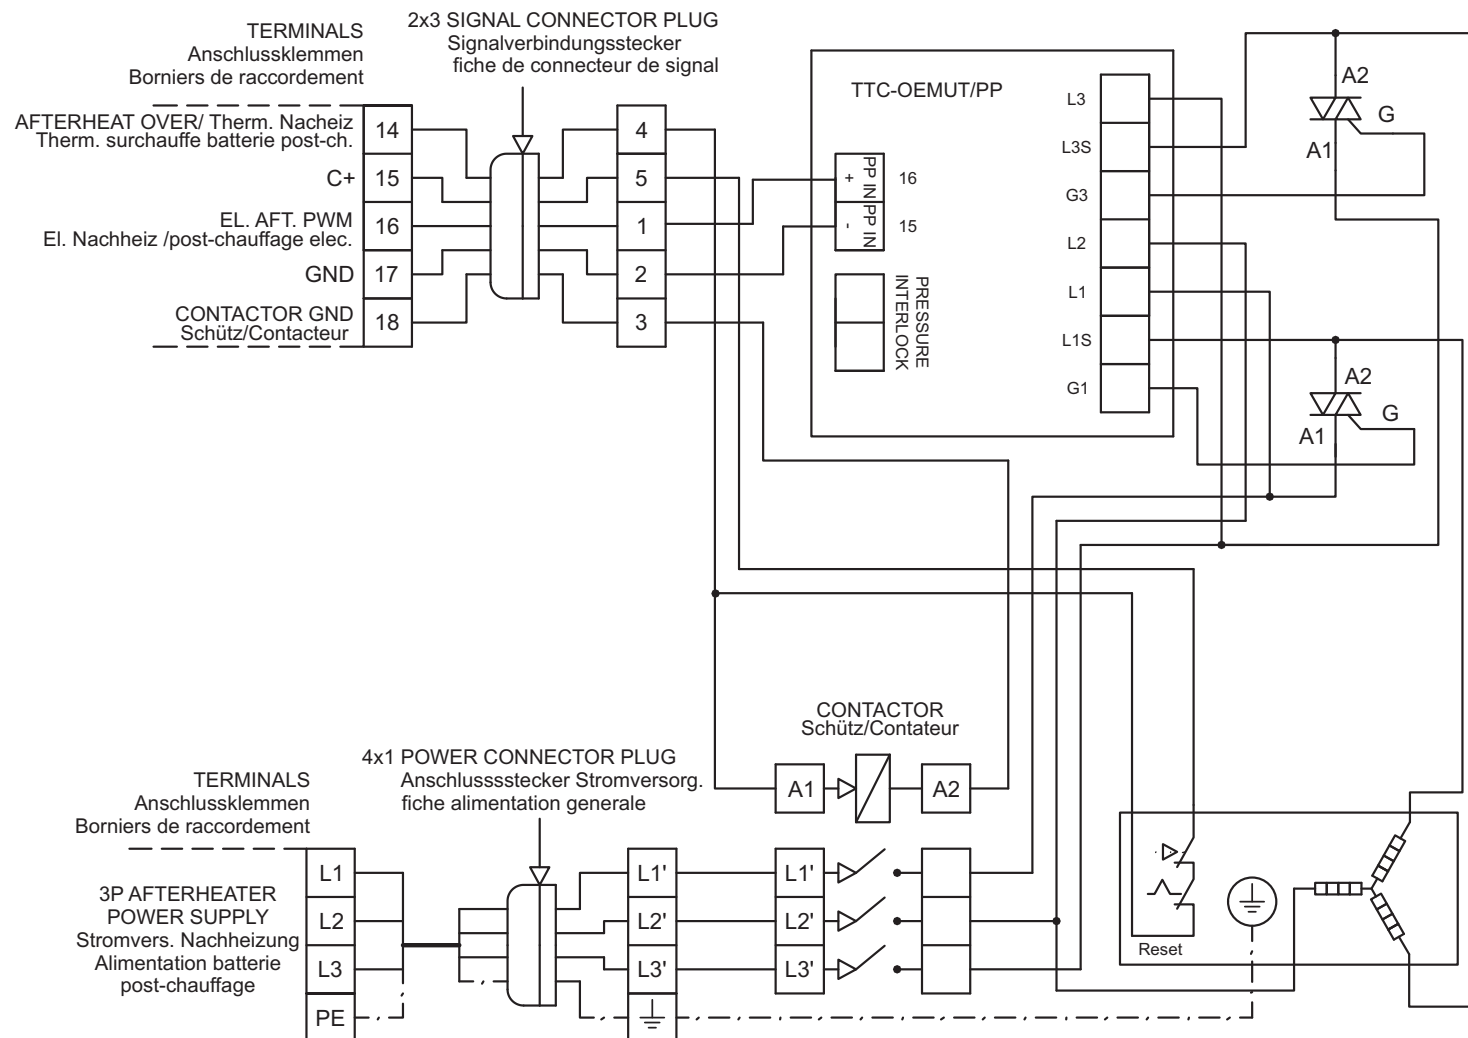 TERMINALS
Anschlussklemmen
Borniers de raccordement
2x3 SIGNAL CONNECTOR PLUG
Signalverbindungsstecker
fiche de connecteur de signal
AFTERHEAT OVER/ Therm. Nacheiz
Therm. surchauffe batterie post-ch.
C+
EL. AFT. PWM
El. Nachheiz /post-chauffage elec.
GND
CONTACTOR GND
Schütz/Contacteur
14
15
16
17
18
4
5
1
2
3
TTC-OEMUT/PP
+ PP IN 16
- PP IN 15
PRESSURE
INTERLOCK
L3
L3S
G3
L2
L1
L1S
G1
A2
G
A1
A2
G
A1
CONTACTOR
Schütz/Contateur
A1
A2
4x1 POWER CONNECTOR PLUG
Anschlusssstecker Stromversorg.
fiche alimentation generale
TERMINALS
Anschlussklemmen
Borniers de raccordement
3P AFTERHEATER
POWER SUPPLY
Stromvers. Nachheizung
Alimentation batterie
post-chauffage
L1
L2
L3
PE
L1'
L2'
L3'
L1'
L2'
L3'
Reset